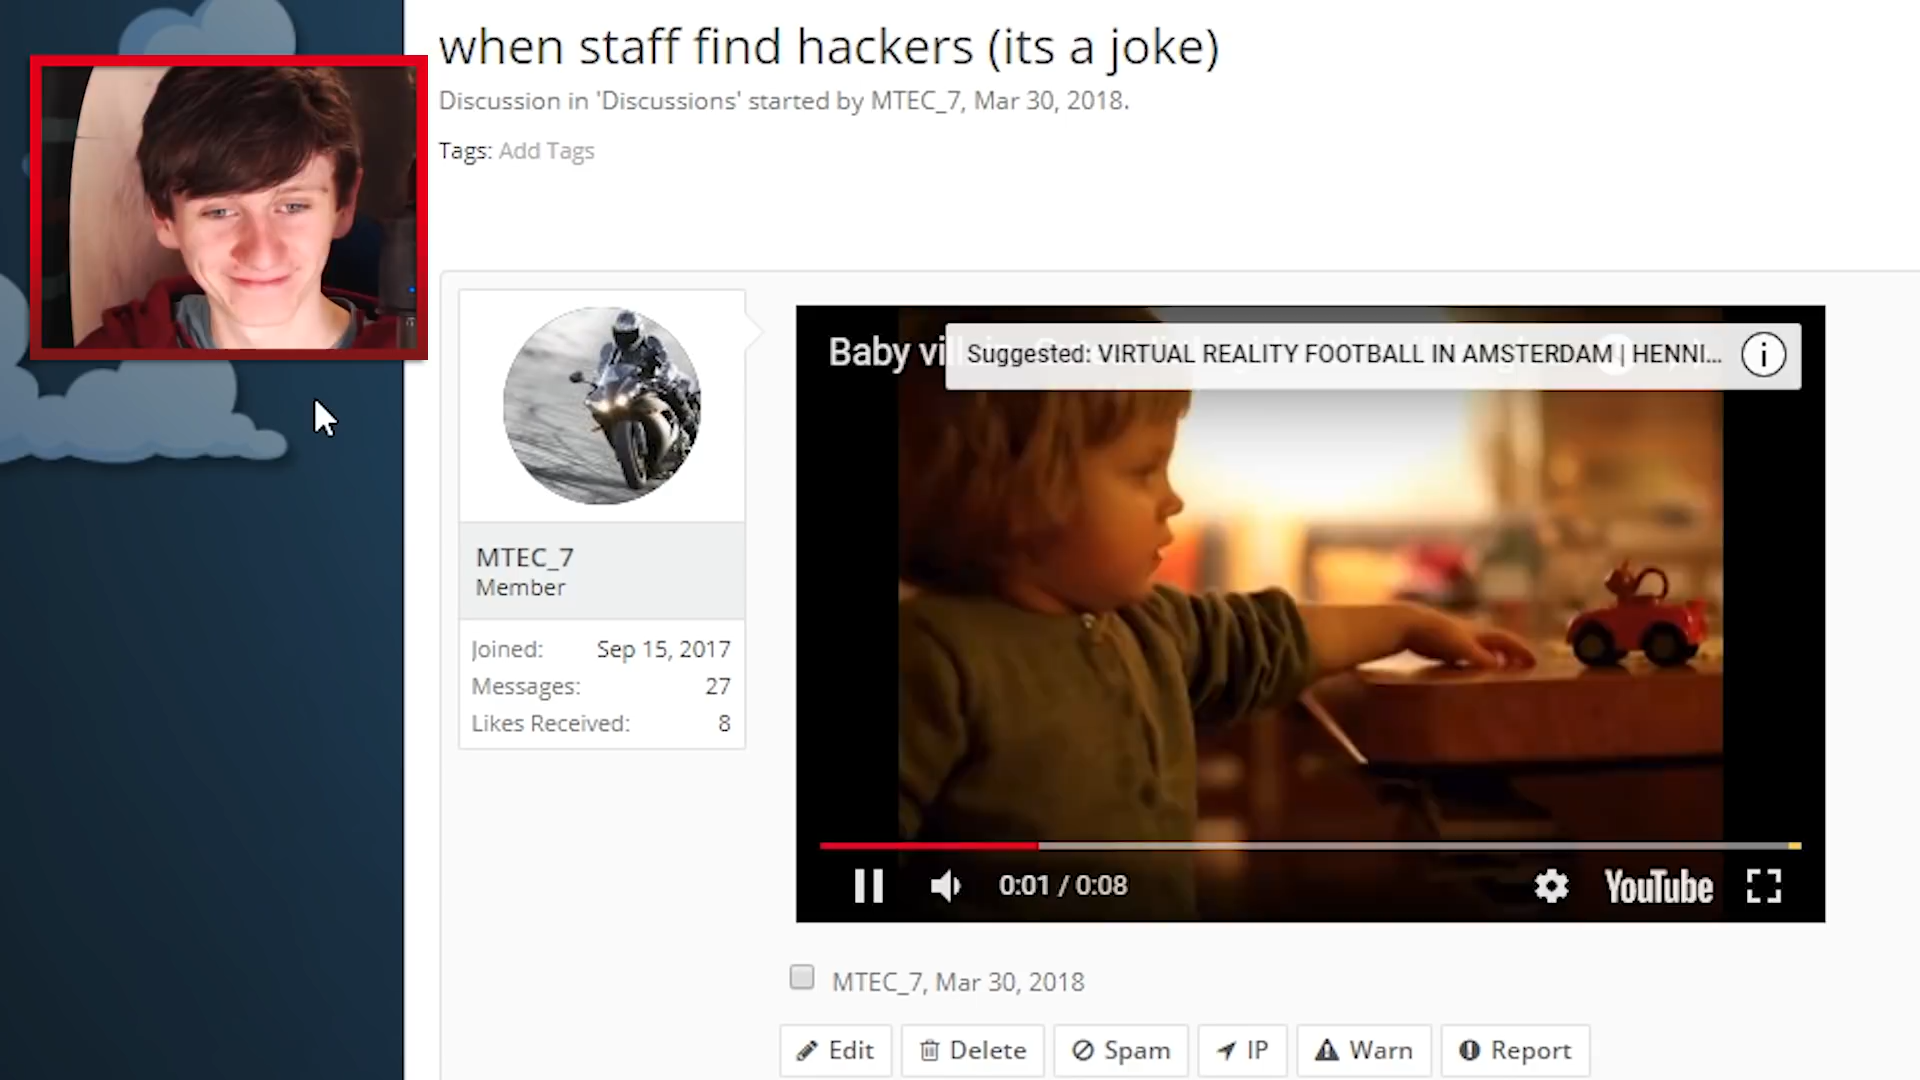 when staff find hackers (its a joke)
Discussion in 'Discussions' started by MTEC_7, Mar 30, 2018.
Tags: Add Tags
Baby vil
Suggested: VIRTUAL REALITY FOOTBALL IN AMSTERDAM | HENNI...
MTEC_7
Member
Joined: Sep 15, 2017
Messages: 27
Likes Received: 8
0:01 / 0:08
YouTube
MTEC_7, Mar 30, 2018
Edit Delete Spam IP Warn Report